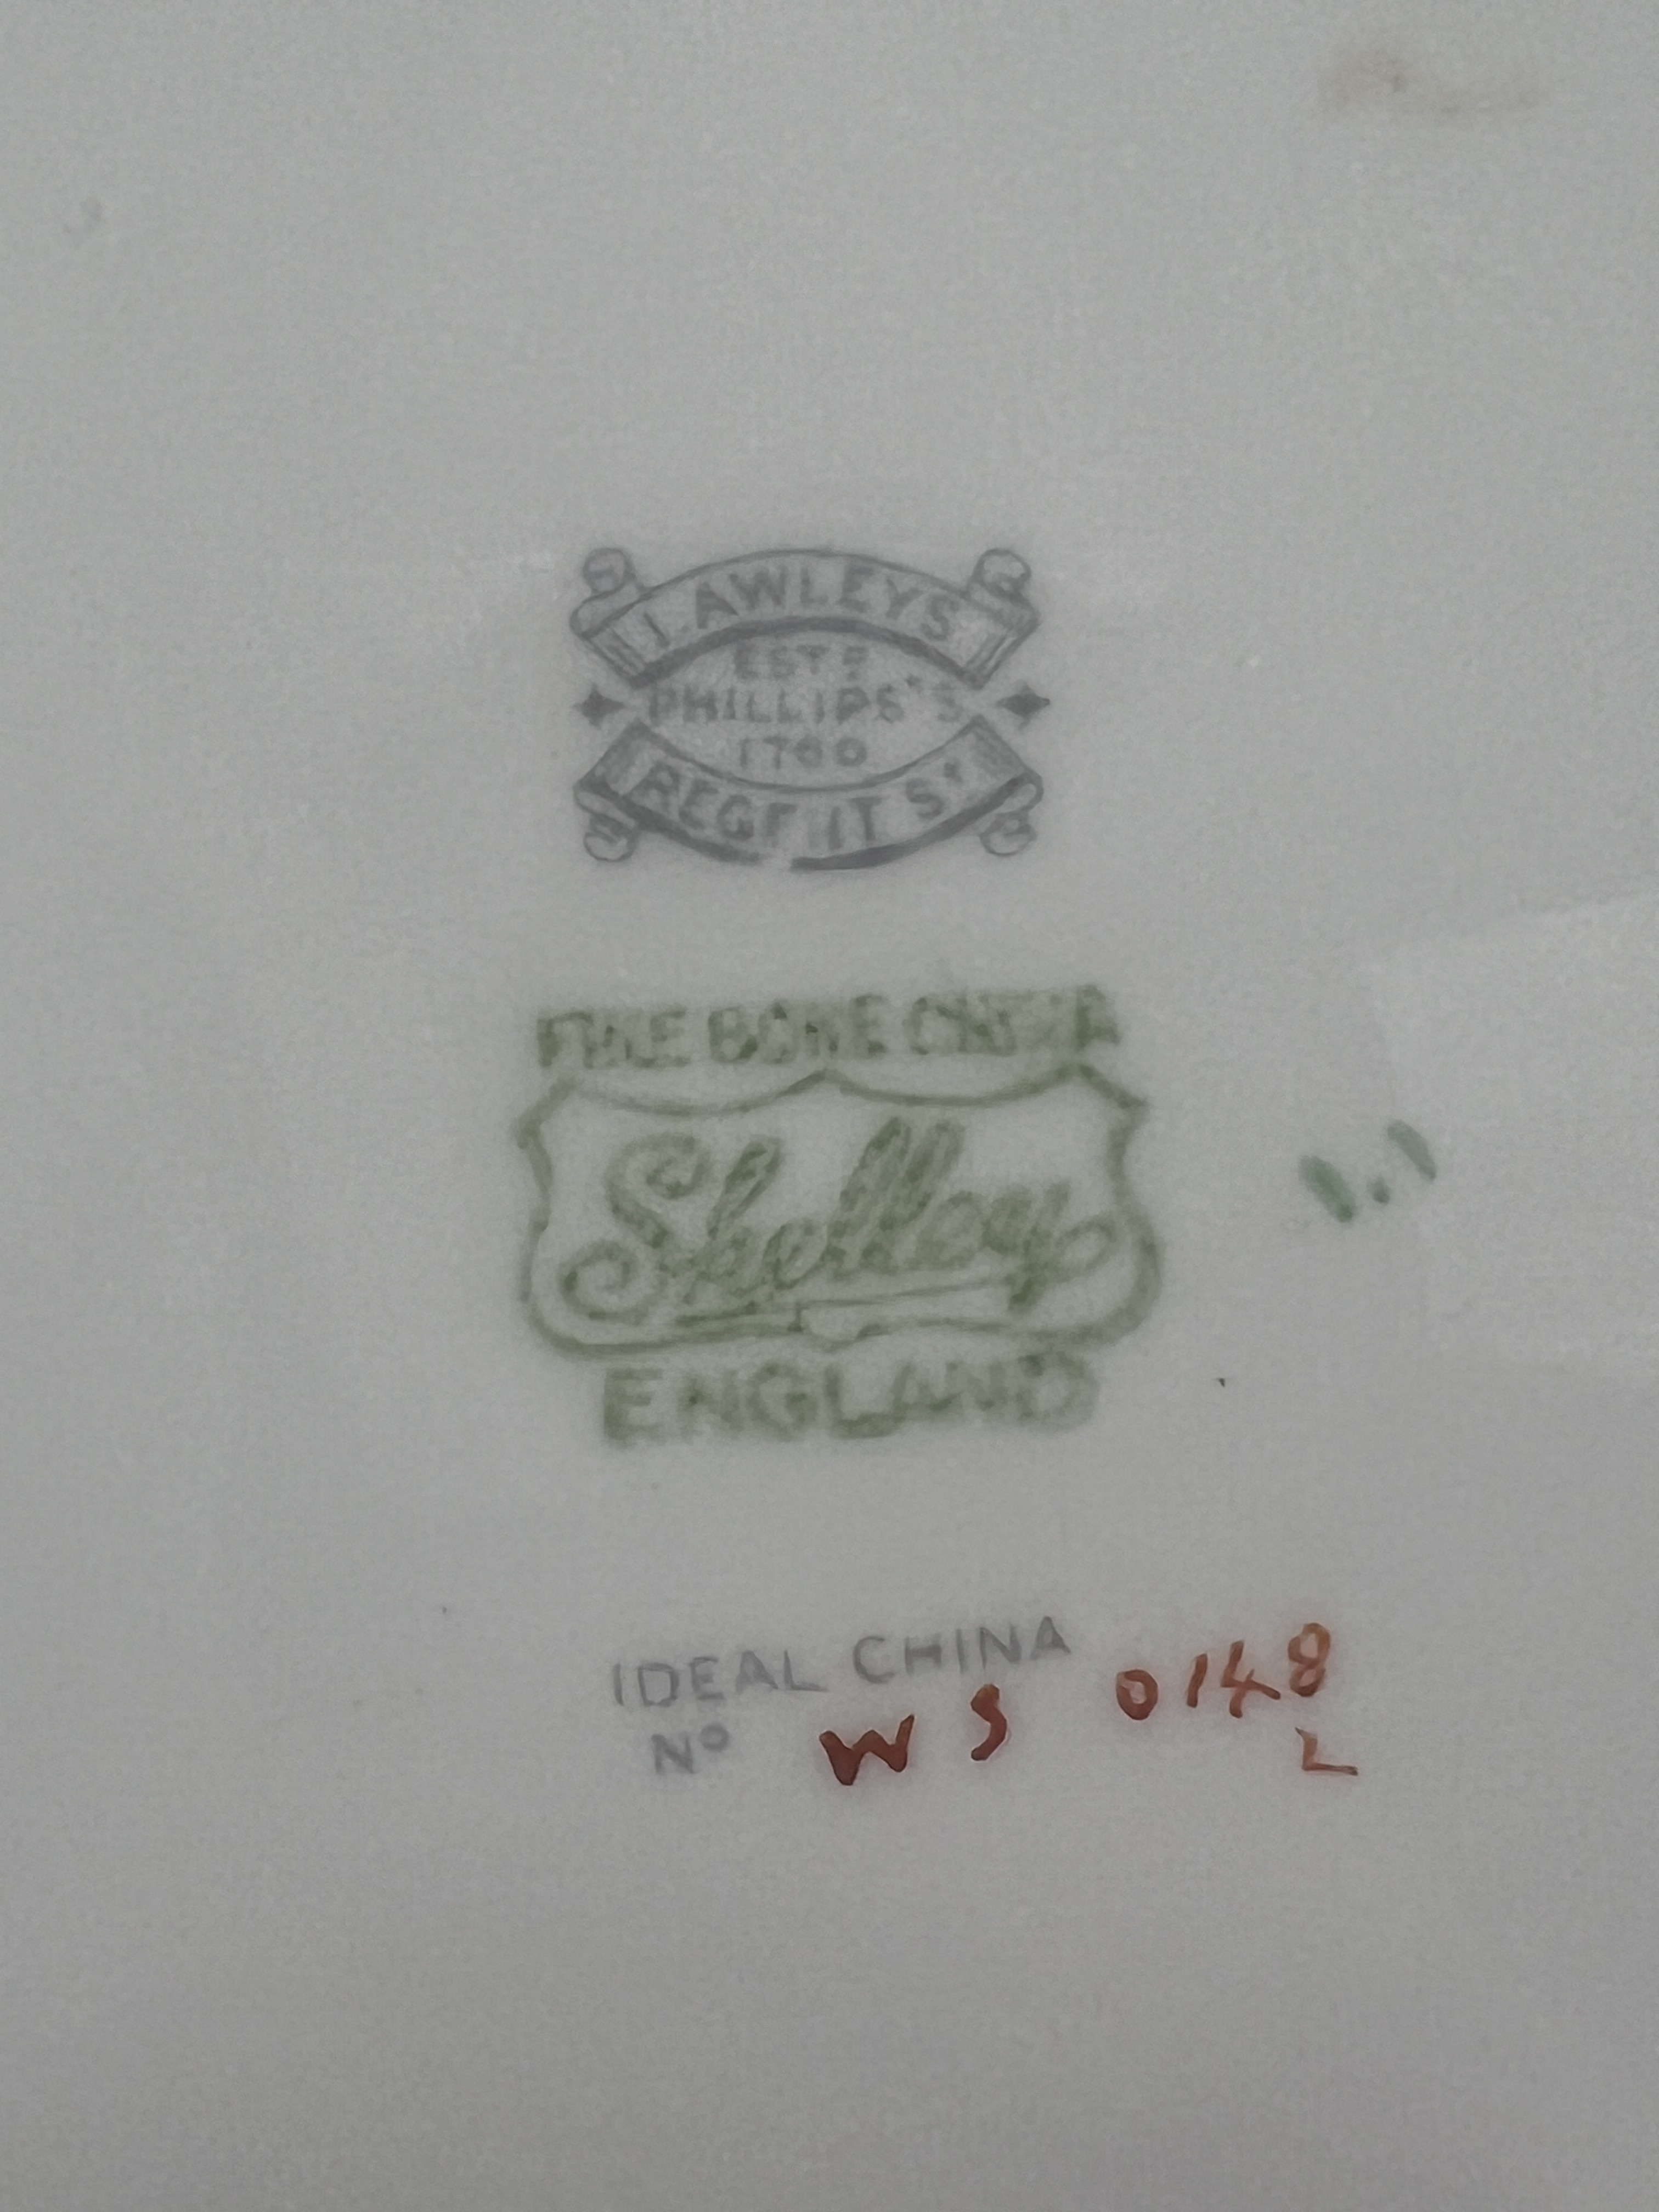 LAWLEYS
ESTD
PHILLIPS'S
1760
REGENT ST
FINE BONE CHINA
Shelley
ENGLAND
IDEAL CHINA
No W S 0148
L